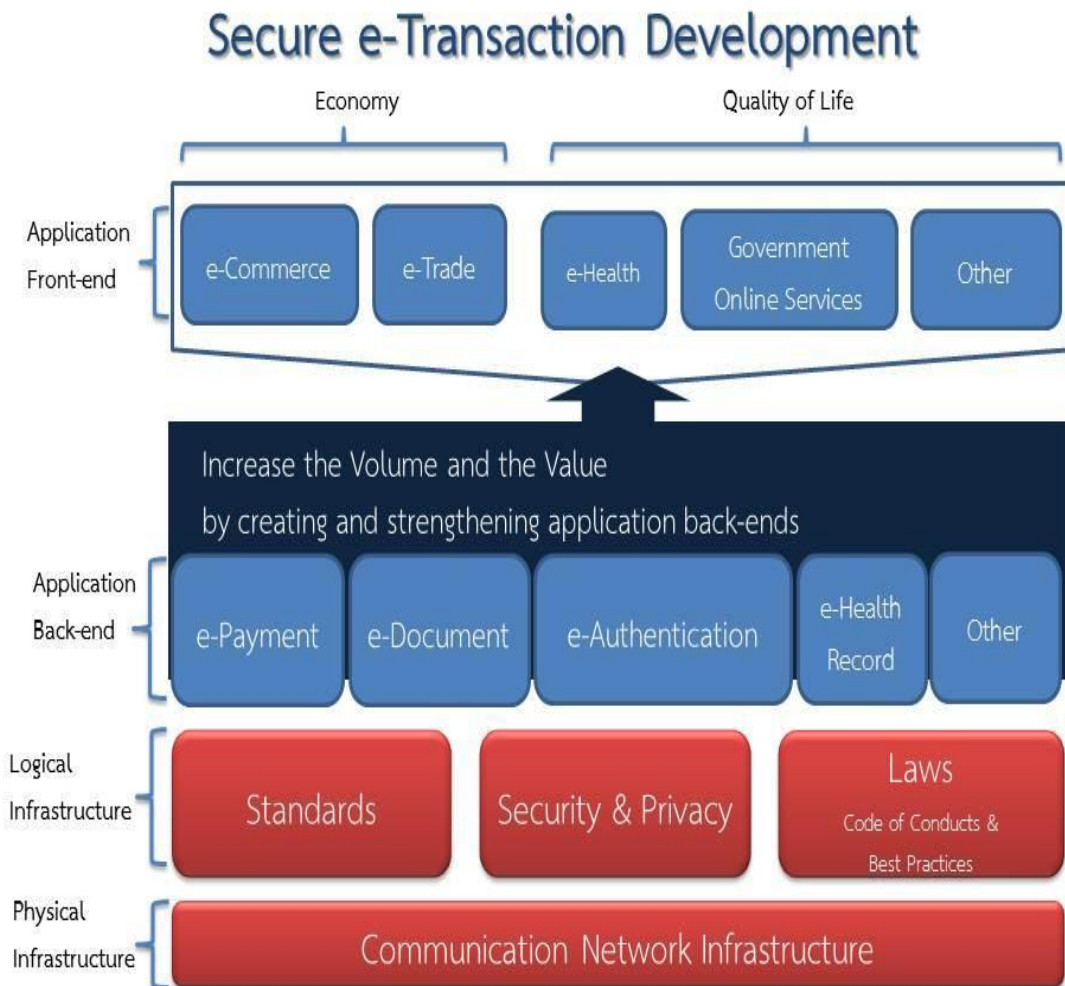 Secure e-Transaction Development
Economy
Quality of Life
Application
Front-end
e-Commerce
e-Trade
e-Health
Government
Online Services
Other
Increase the Volume and the Value
by creating and strengthening application back-ends
Application
Back-end
e-Payment
e-Document
e-Authentication
e-Health
Record
Other
Logical
Infrastructure
Standards
Security & Privacy
Laws
Code of Conducts &
Best Practices
Physical
Infrastructure
Communication Network Infrastructure